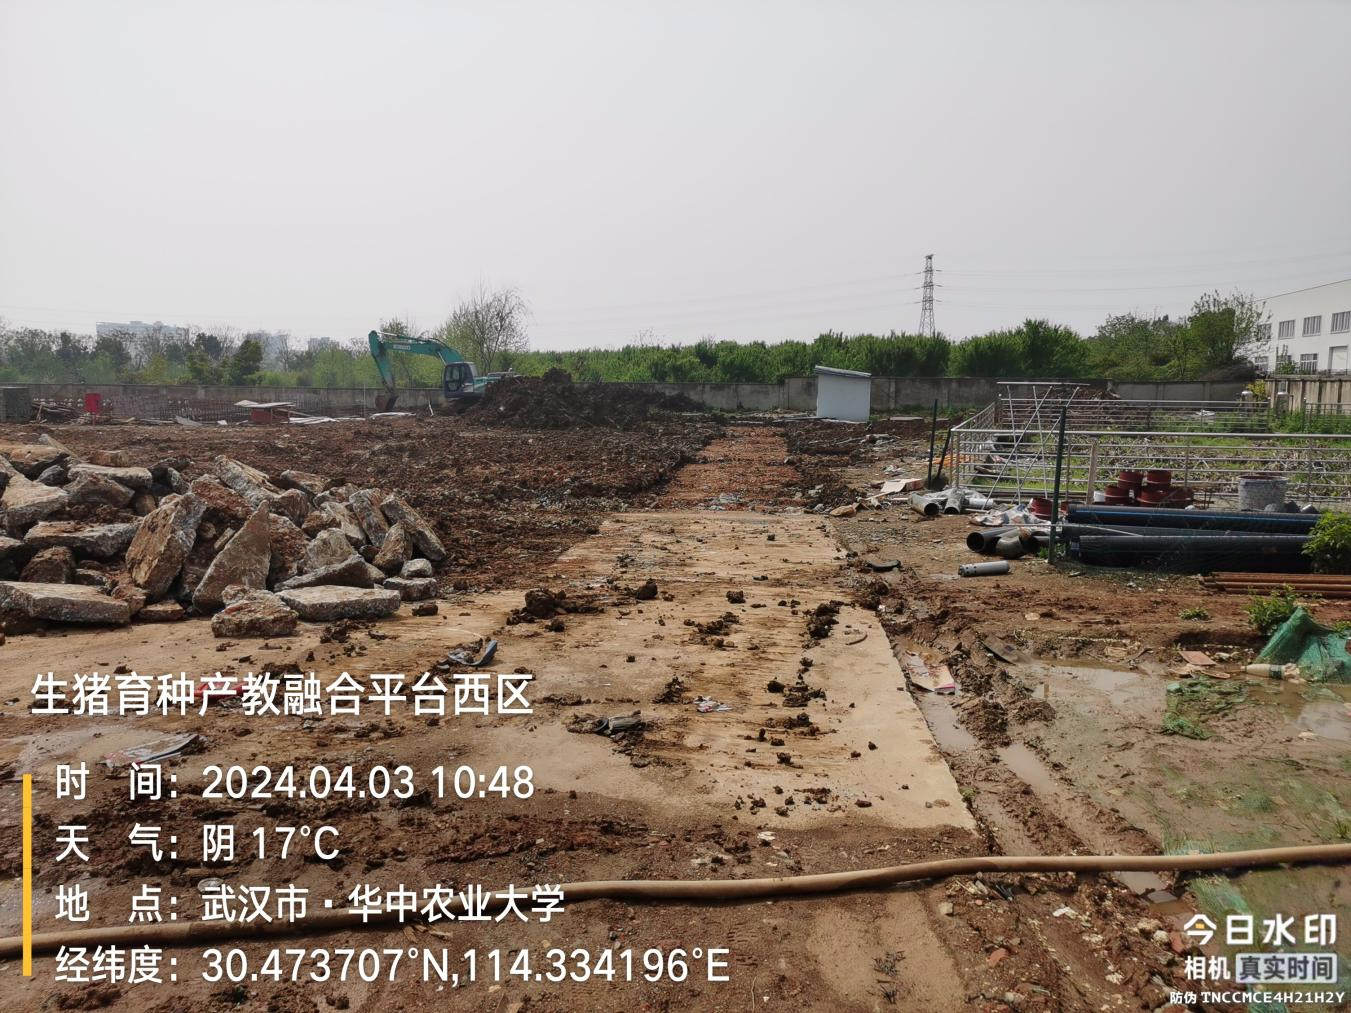 生猪育种产教融合平台西区
时 间：2024.04.03 10:48
天 气：阴 17°C
地 点：武汉市·华中农业大学
经纬度：30.473707°N,114.334196°E
今日水印
相机 真实时间
防伪 TNCCMCE4H21H2Y